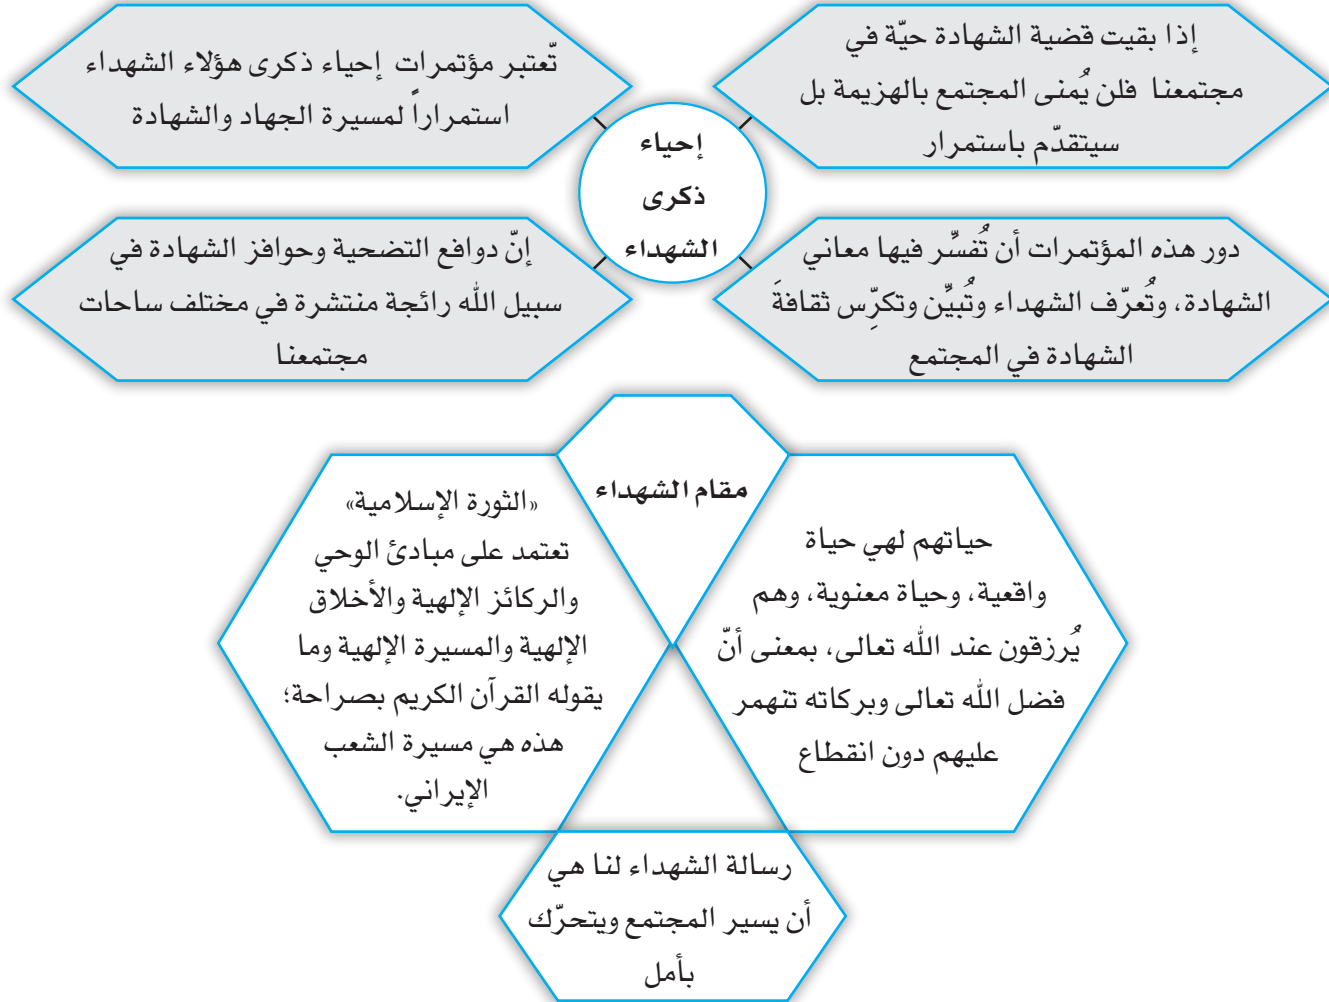 إذا بقيت قضية الشهادة حيّة في
مجتمعنا فلن يُمنى المجتمع بالهزيمة بل
سيتقدّم باستمرار
تّعتبر مؤتمرات إحياء ذكرى هؤلاء الشهداء
استمراراً لمسيرة الجهاد والشهادة
إحياء
ذكرى
الشهداء
دور هذه المؤتمرات أن تُفسِّر فيها معاني
الشهادة، وتُعرّف الشهداء وتُبيِّن وتكرِّس ثقافةَ
الشهادة في المجتمع
إنّ دوافع التضحية وحوافز الشهادة في
سبيل الله رائجة منتشرة في مختلف ساحات
مجتمعنا
مقام الشهداء
حياتهم لهي حياة
واقعية، وحياة معنوية، وهم
يُرزقون عند الله تعالى، بمعنى أنّ
فضل الله تعالى وبركاته تنهمر
عليهم دون انقطاع
«الثورة الإسلامية»
تعتمد على مبادئ الوحي
والركائز الإلهية والأخلاق
الإلهية والمسيرة الإلهية وما
يقوله القرآن الكريم بصراحة؛
هذه هي مسيرة الشعب
الإيراني.
رسالة الشهداء لنا هي
أن يسير المجتمع ويتحرّك
بأمل